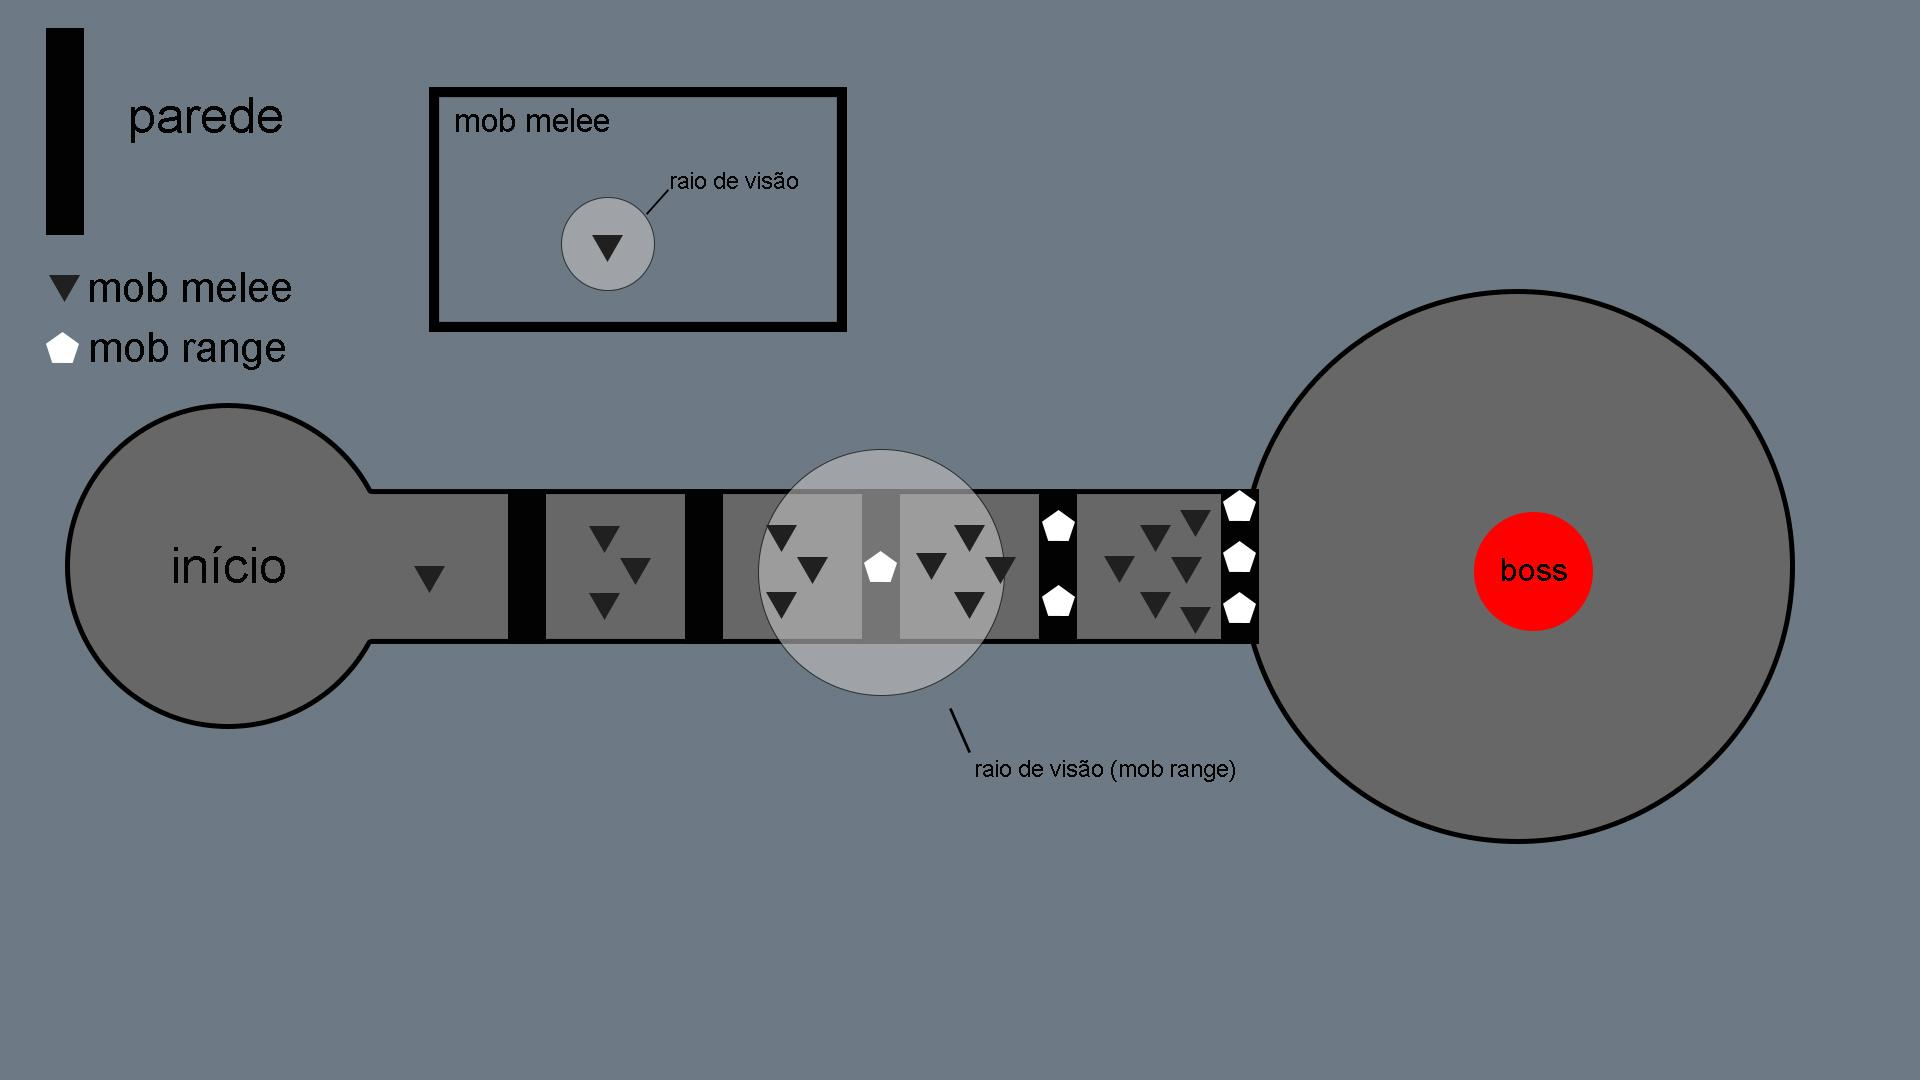 parede
mob melee
mob range
mob melee
raio de visão
início
boss
raio de visão (mob range)